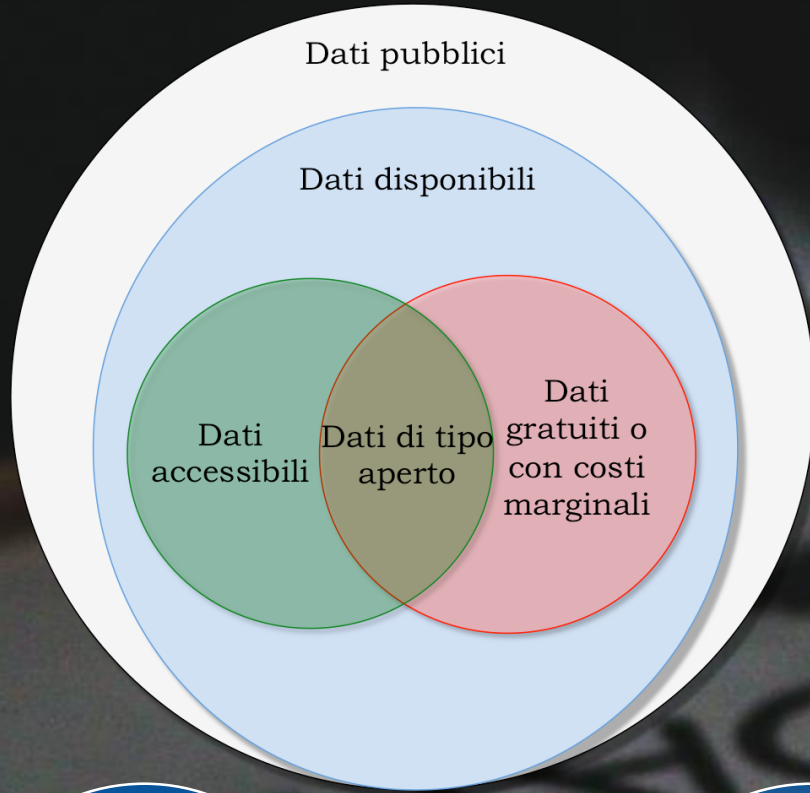 Dati pubblici
Dati disponibili
Dati
accessibili
Dati di tipo
aperto
Dati
gratuiti o
con costi
marginali